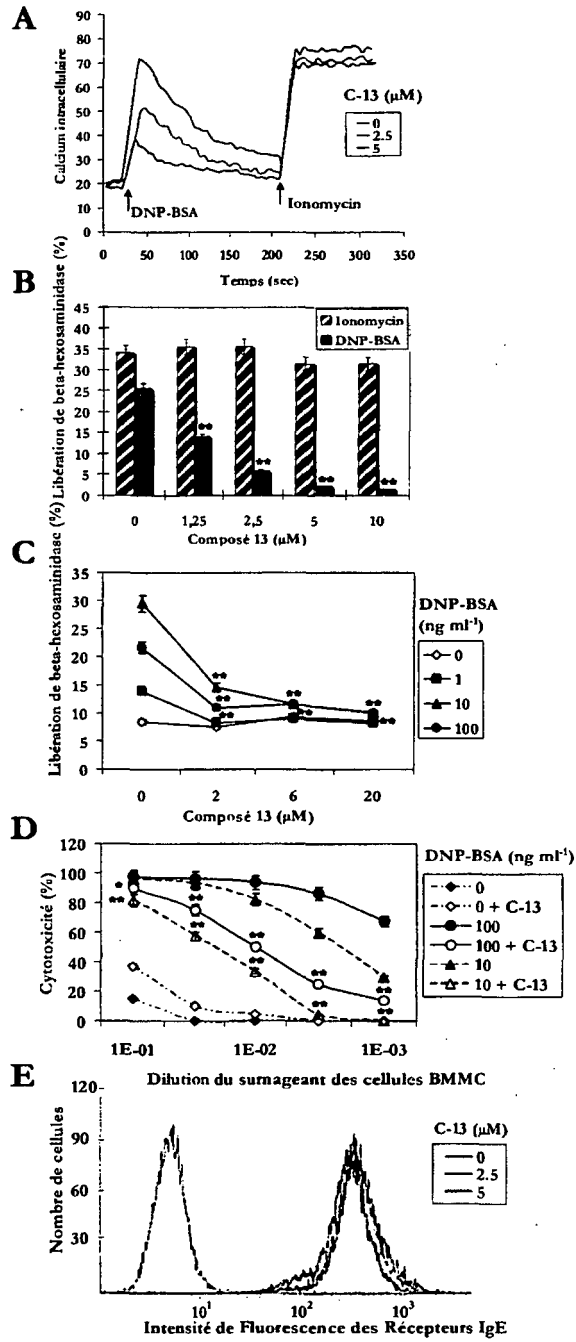 A
Calcium intracellulaire
100
90
80
70
60
50
40
30
20
10
0
DNP-BSA
Ionomycin
C-13 (µM)
0
2.5
5
0 50 100 150 200 250 300 350
Temps (sec)
B
Libération de beta-hexosaminidase (%)
45
40
35
30
25
20
15
10
5
0
Ionomycin
DNP-BSA
**
**
**
**
0 1,25 2,5 5 10
Composé 13 (µM)
C
Libération de beta-hexosaminidase (%)
35
30
25
20
15
10
5
0
**
**
**
**
**
**
**
DNP-BSA
(ng ml-1)
0
1
10
100
0 2 6 20
Composé 13 (µM)
D
Cytotoxicité (%)
120
100
80
60
40
20
0
*
**
**
**
**
**
**
**
**
**
DNP-BSA (ng ml-1)
0
0 + C-13
100
100 + C-13
10
10 + C-13
1E-01 1E-02 1E-03
Dilution du surnageant des cellules BMMC
E
Nombre de cellules
120
90
60
30
C-13 (µM)
0
2.5
5
10¹ 10² 10³
Intensité de Fluorescence des Récepteurs IgE